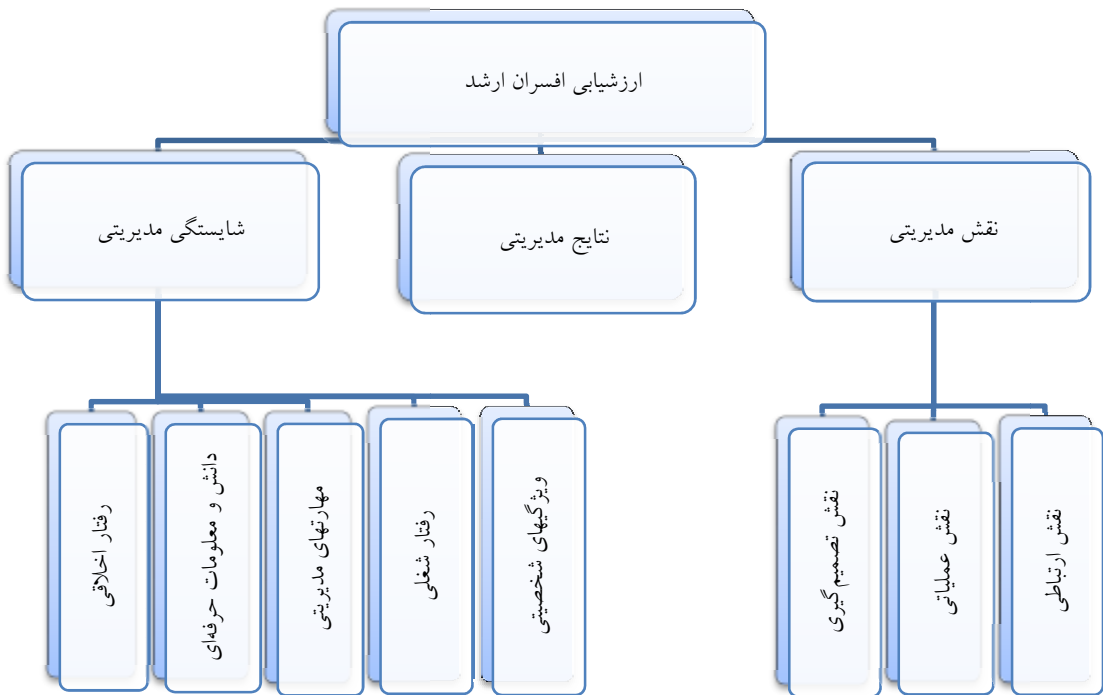 ارزشیابی افسران ارشد
نقش مدیریتی
نتایج مدیریتی
شایستگی مدیریتی
نقش ارتباطی
نقش عملیاتی
نقش تصمیم‌گیری
ویژگیهای شخصیتی
رفتار شغلی
مهارتهای مدیریتی
دانش و معلومات حرفه‌ای
رفتار اخلاقی